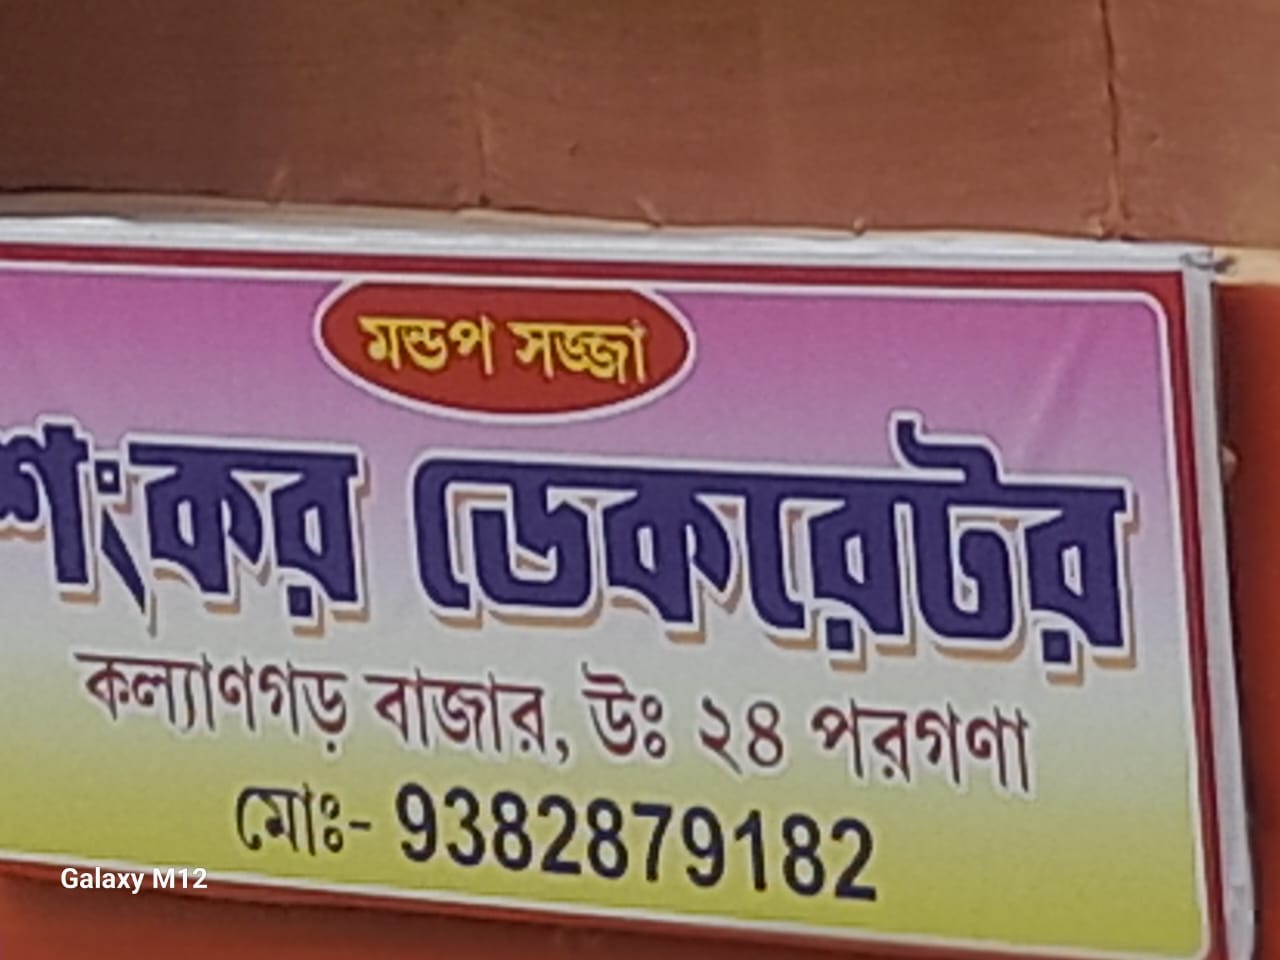 মন্ডপ সজ্জা
শংকর ডেকরেটর
কল্যাণগড় বাজার, উঃ ২৪ পরগণা
মোঃ- 9382879182
Galaxy M12